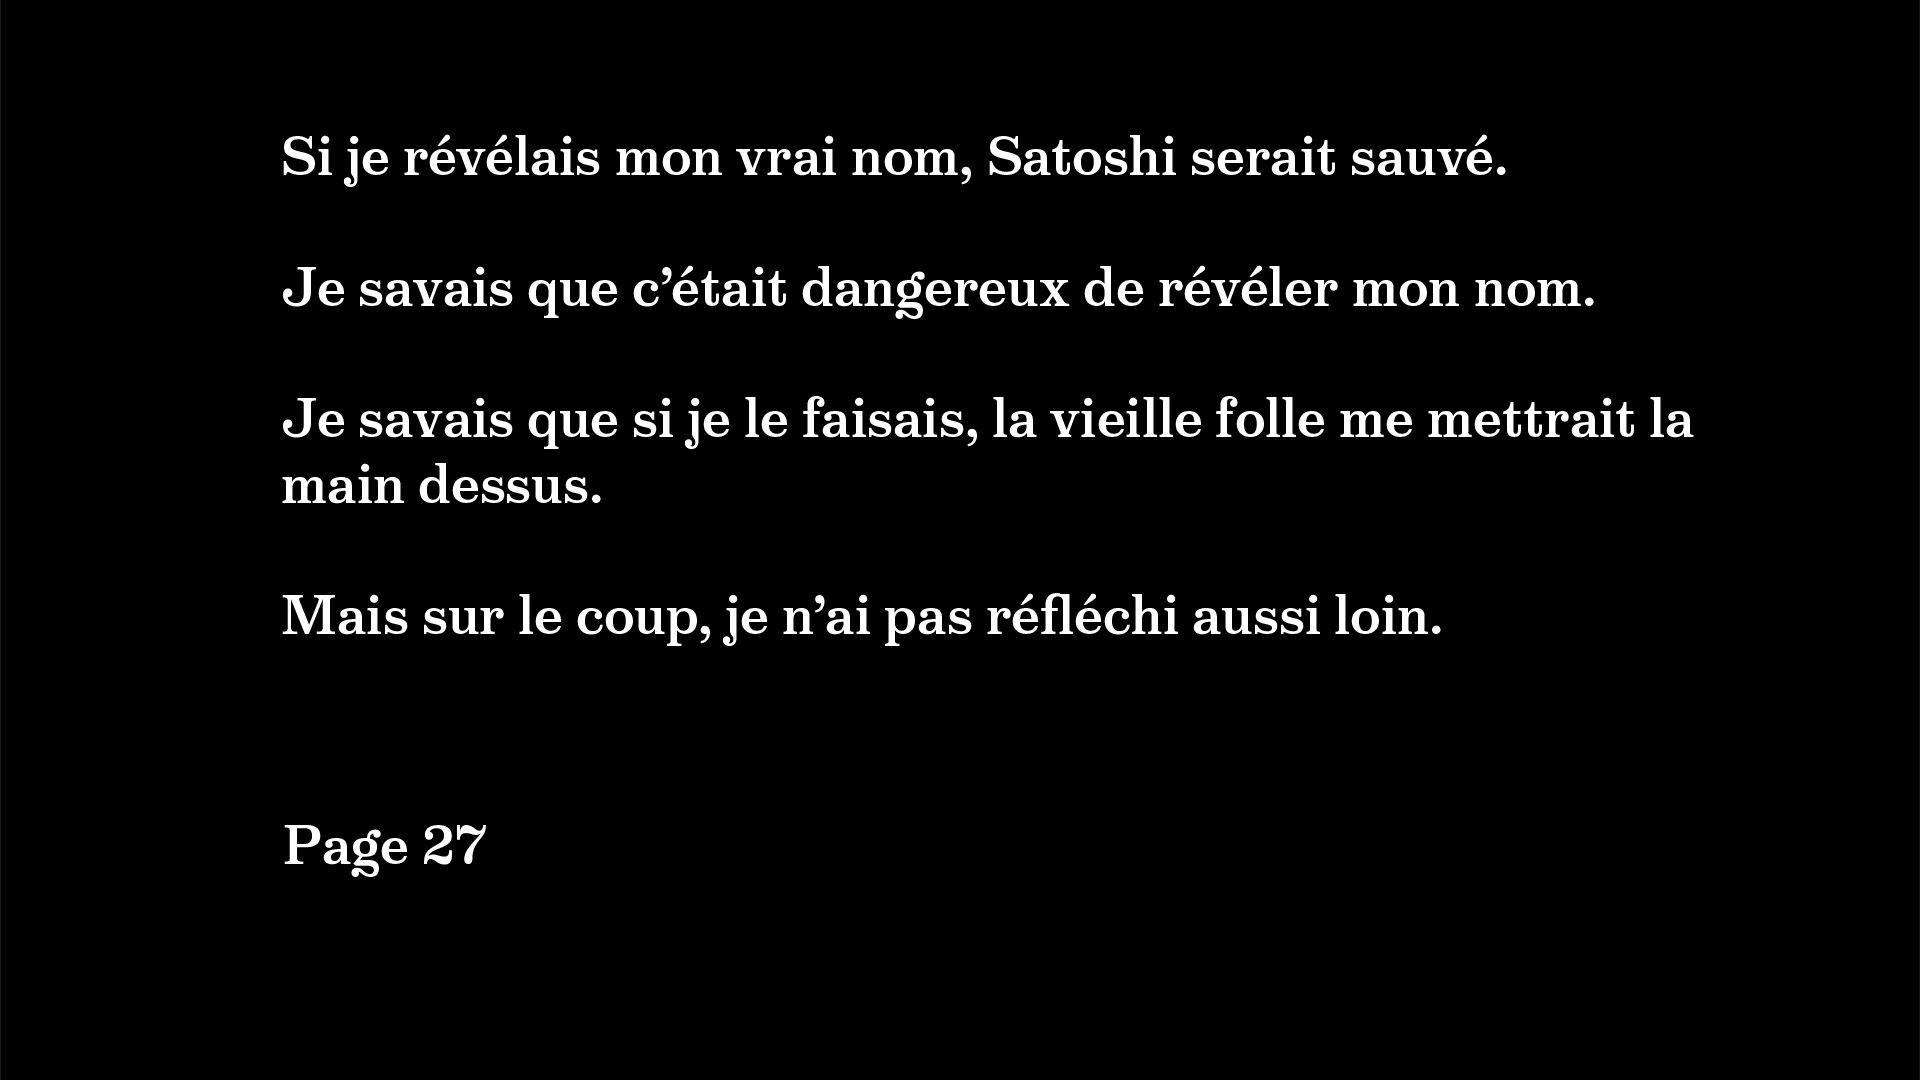 Si je révélais mon vrai nom, Satoshi serait sauvé.
Je savais que c’était dangereux de révéler mon nom.
Je savais que si je le faisais, la vieille folle me mettrait la
main dessus.
Mais sur le coup, je n’ai pas réfléchi aussi loin.
Page 27